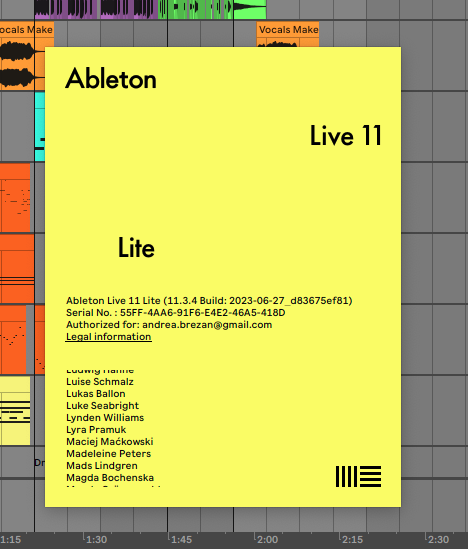 ocals Make
Vocals Make
Ableton
Live 11
Lite
Ableton Live 11 Lite (11.3.4 Build: 2023-06-27_d83675ef81)
Serial No. : 55FF-4AA6-91F6-E4E2-46A5-418D
Authorized for: andrea.brezan@gmail.com
Legal information
Ludwig Hahne
Luise Schmalz
Lukas Ballon
Luke Seabright
Lynden Williams
Lyra Pramuk
Maciej Maćkowski
Madeleine Peters
Mads Lindgren
Magda Bochenska
Dr
1:15 1:30 1:45 2:00 2:15 2:30